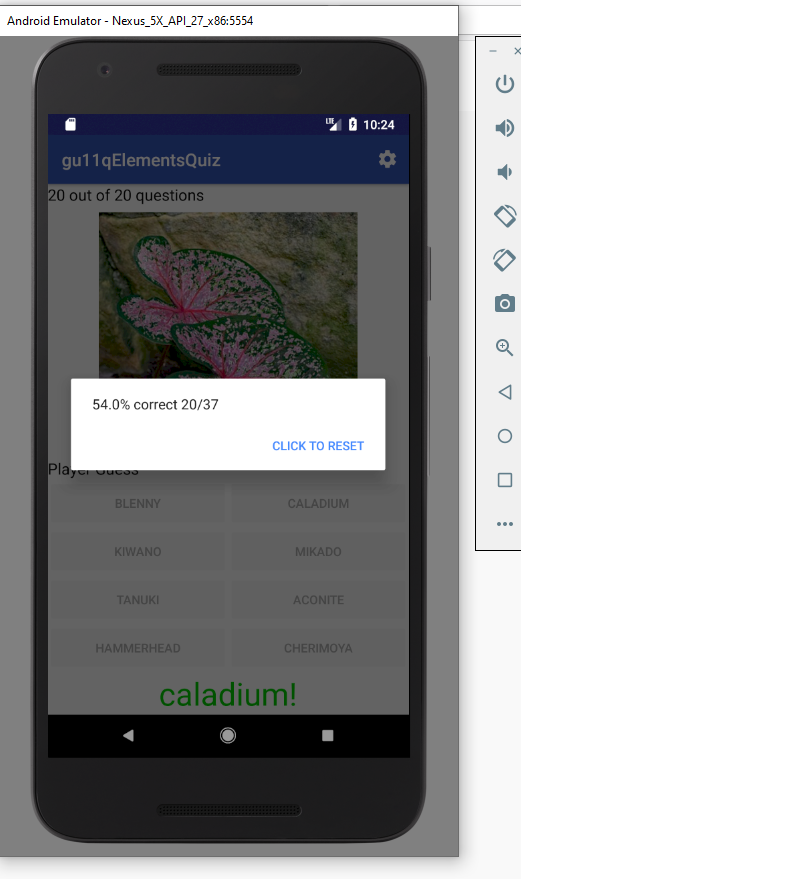 Android Emulator - Nexus_5X_API_27_x86:5554
LTE 10:24
gu11qElementsQuiz
20 out of 20 questions
54.0% correct 20/37
CLICK TO RESET
Player Guess
BLENNY CALADIUM
KIWANO MIKADO
TANUKI ACONITE
HAMMERHEAD CHERIMOYA
caladium!